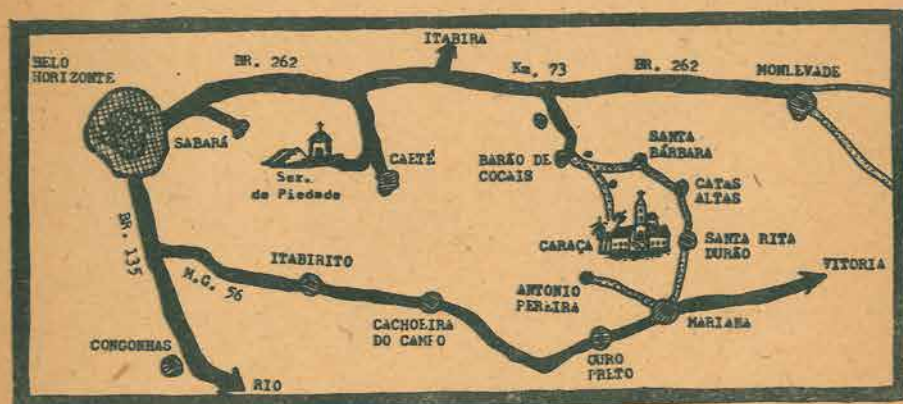 ITABIRA
BELO
HORIZONTE
BR. 262
Km. 73
BR. 262
MONLEVADE
SABARÁ
Ser.
da Piedade
CAETÉ
BARÃO DE
COCAIS
SANTA
BÁRBARA
CATAS
ALTAS
CARAÇA
SANTA RITA
DURÃO
BR. 135
M.G. 56
ITABIRITO
ANTONIO
PEREIRA
VITORIA
CACHOEIRA
DO CAMPO
MARIANA
CONGONHAS
OURO
PRETO
RIO